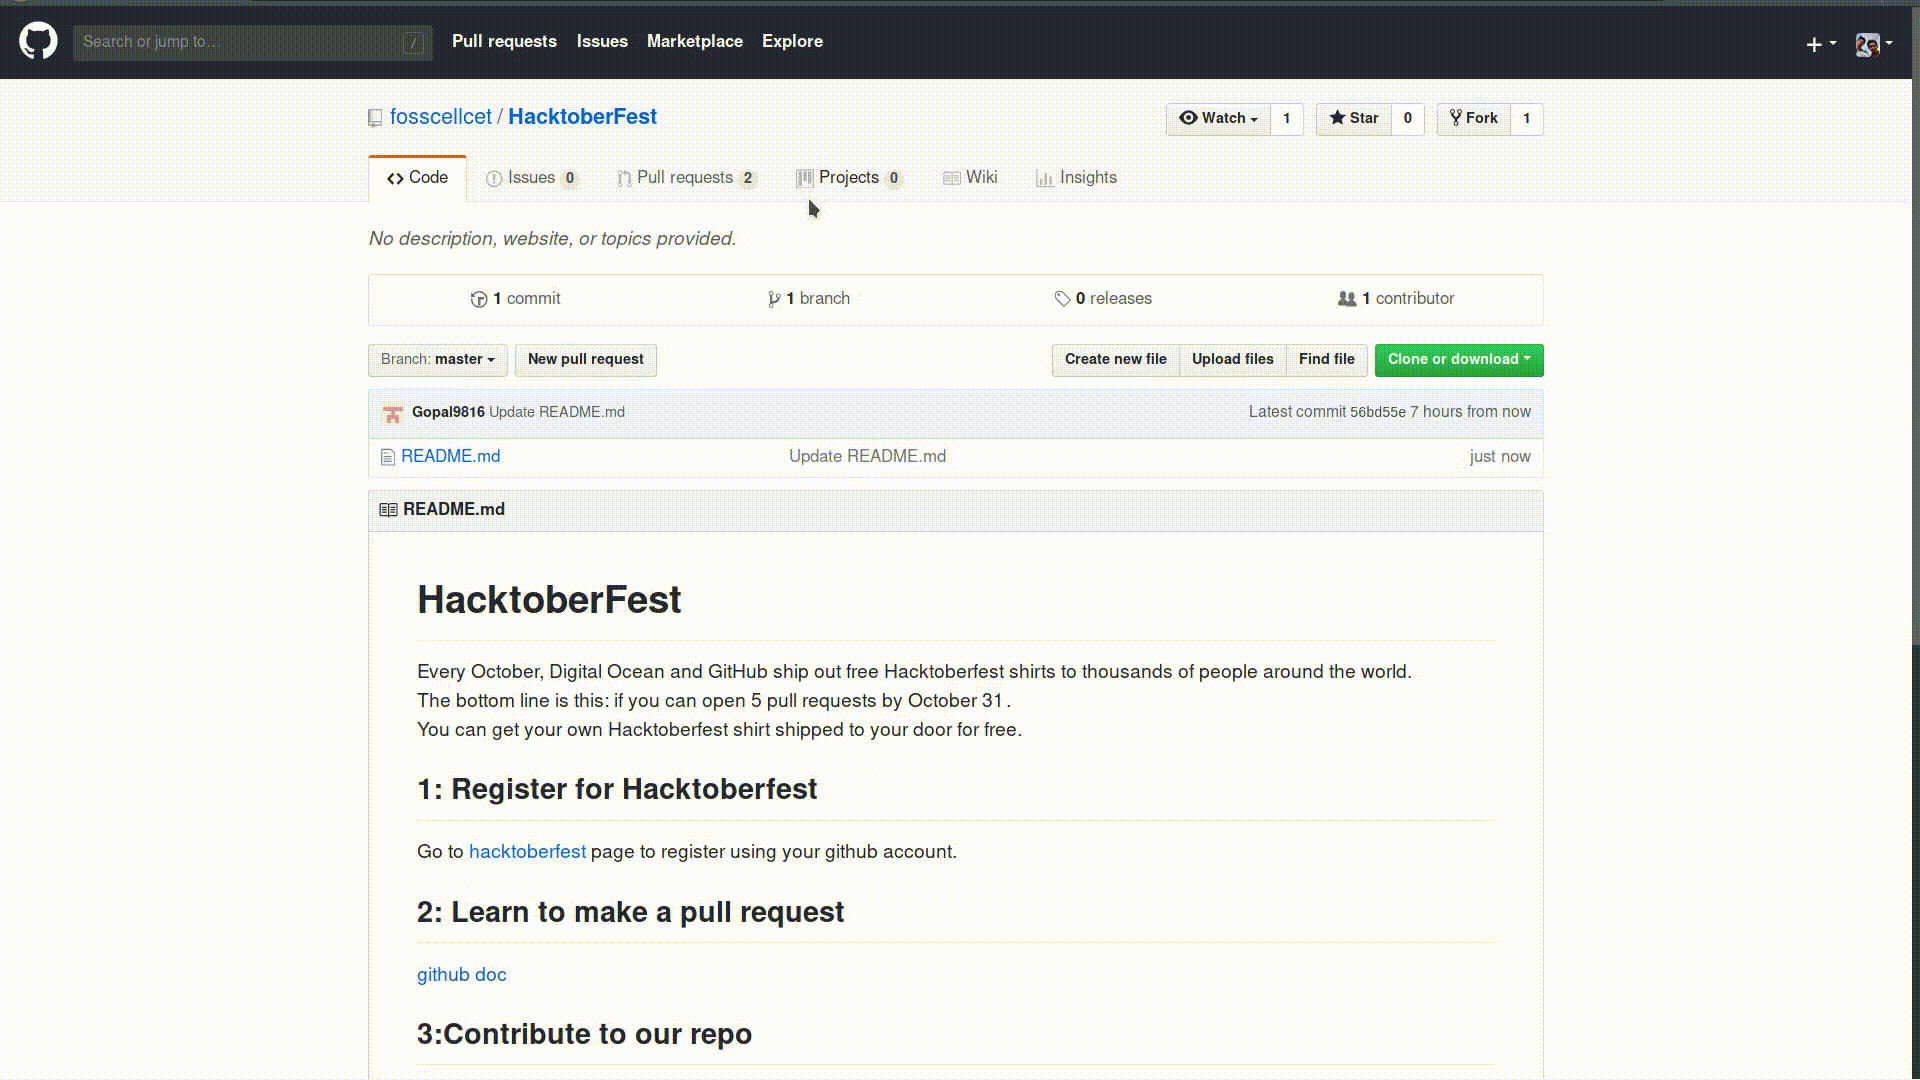 Search or jump to… / Pull requests Issues Marketplace Explore
fosscellcet / HacktoberFest Watch 1 Star 0 Fork 1
Code Issues 0 Pull requests 2 Projects 0 Wiki Insights
No description, website, or topics provided.
1 commit 1 branch 0 releases 1 contributor
Branch: master New pull request Create new file Upload files Find file Clone or download
Gopal9816 Update README.md Latest commit 56bd55e 7 hours from now
README.md Update README.md just now
README.md
HacktoberFest
Every October, Digital Ocean and GitHub ship out free Hacktoberfest shirts to thousands of people around the world.
The bottom line is this: if you can open 5 pull requests by October 31 .
You can get your own Hacktoberfest shirt shipped to your door for free.
1: Register for Hacktoberfest
Go to hacktoberfest page to register using your github account.
2: Learn to make a pull request
github doc
3:Contribute to our repo